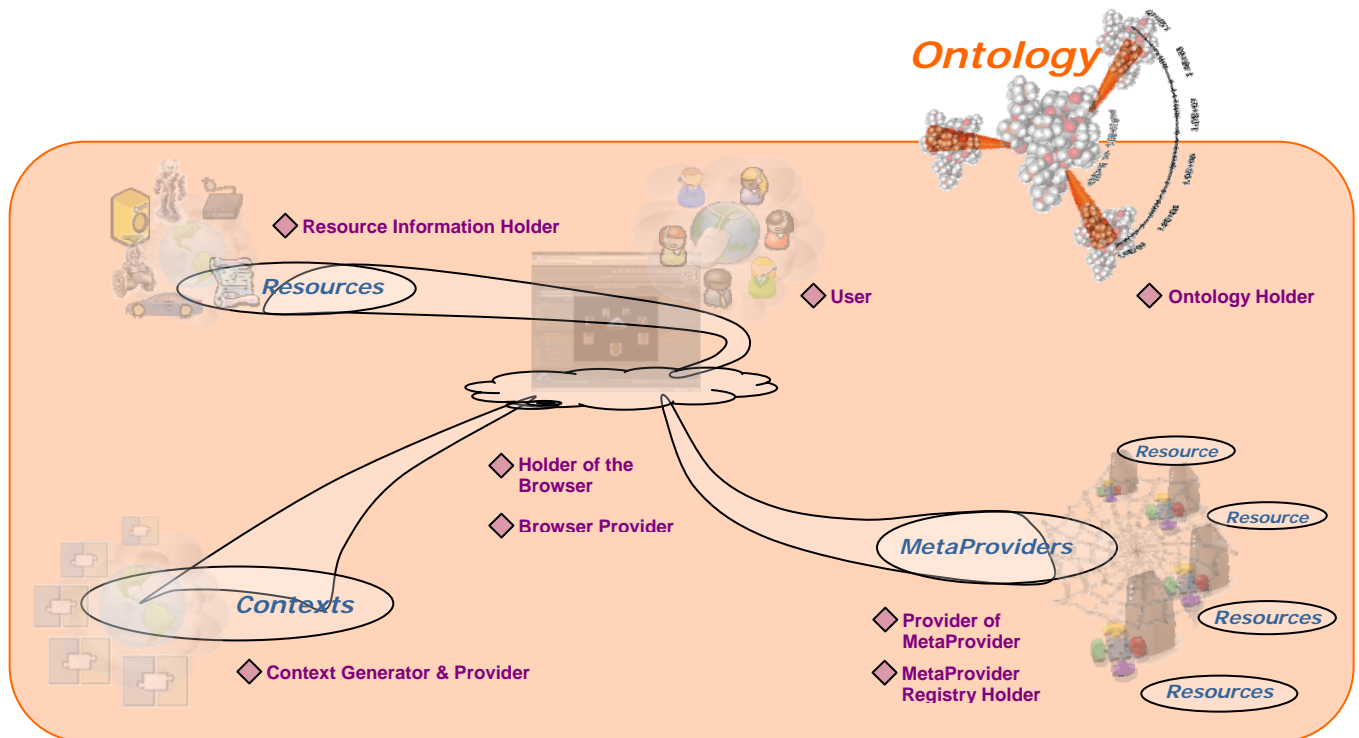 Ontology
Resource Information Holder
Resources
User
Ontology Holder
Holder of the
Browser
Browser Provider
Resource
Resource
MetaProviders
Contexts
Resources
Provider of
MetaProvider
Context Generator & Provider
MetaProvider
Registry Holder
Resources